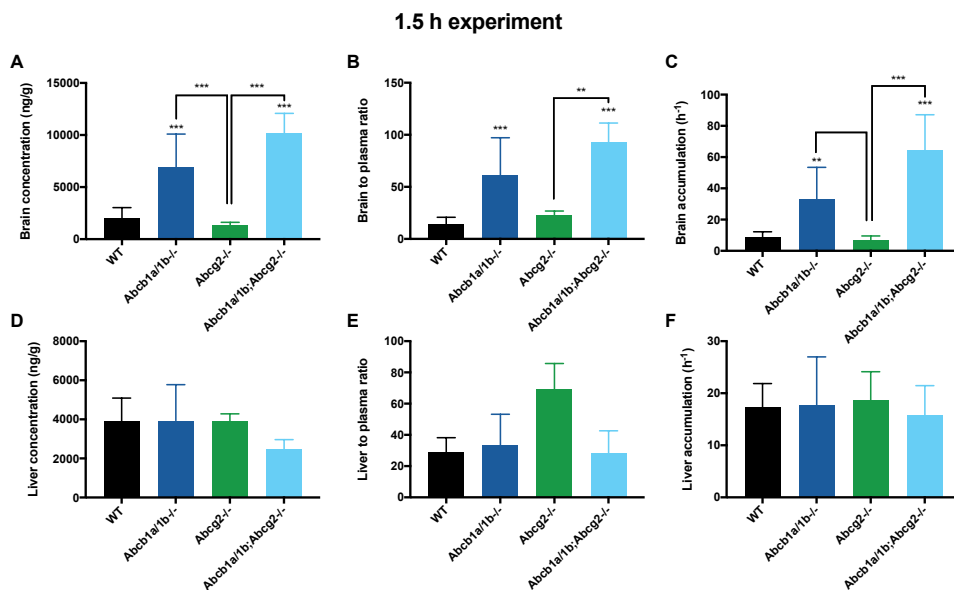 1.5 h experiment
A
Brain concentration (ng/g)
15000
10000
5000
0
***
***
***
***
WT
Abcb1a/1b-/-
Abcg2-/-
Abcb1a/1b;Abcg2-/-
B
Brain to plasma ratio
150
100
50
0
***
**
***
WT
Abcb1a/1b-/-
Abcg2-/-
Abcb1a/1b;Abcg2-/-
C
Brain accumulation (h-1)
100
80
60
40
20
0
**
***
***
WT
Abcb1a/1b-/-
Abcg2-/-
Abcb1a/1b;Abcg2-/-
D
Liver concentration (ng/g)
8000
6000
4000
2000
0
WT
Abcb1a/1b-/-
Abcg2-/-
Abcb1a/1b;Abcg2-/-
E
Liver to plasma ratio
100
80
60
40
20
0
WT
Abcb1a/1b-/-
Abcg2-/-
Abcb1a/1b;Abcg2-/-
F
Liver accumulation (h-1)
30
20
10
0
WT
Abcb1a/1b-/-
Abcg2-/-
Abcb1a/1b;Abcg2-/-